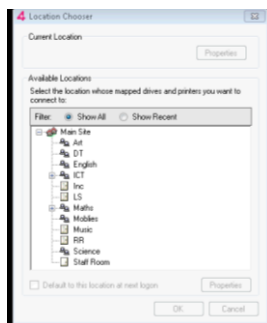 Location Chooser
Current Location
Properties
Available Locations
Select the location whose mapped drives and printers you want to
connect to:
Filter: Show All Show Recent
Main Site
Art
DT
English
ICT
Inc
LS
Maths
Moblies
Music
RR
Science
Staff Room
Default to this location at next logon
Properties
OK Cancel